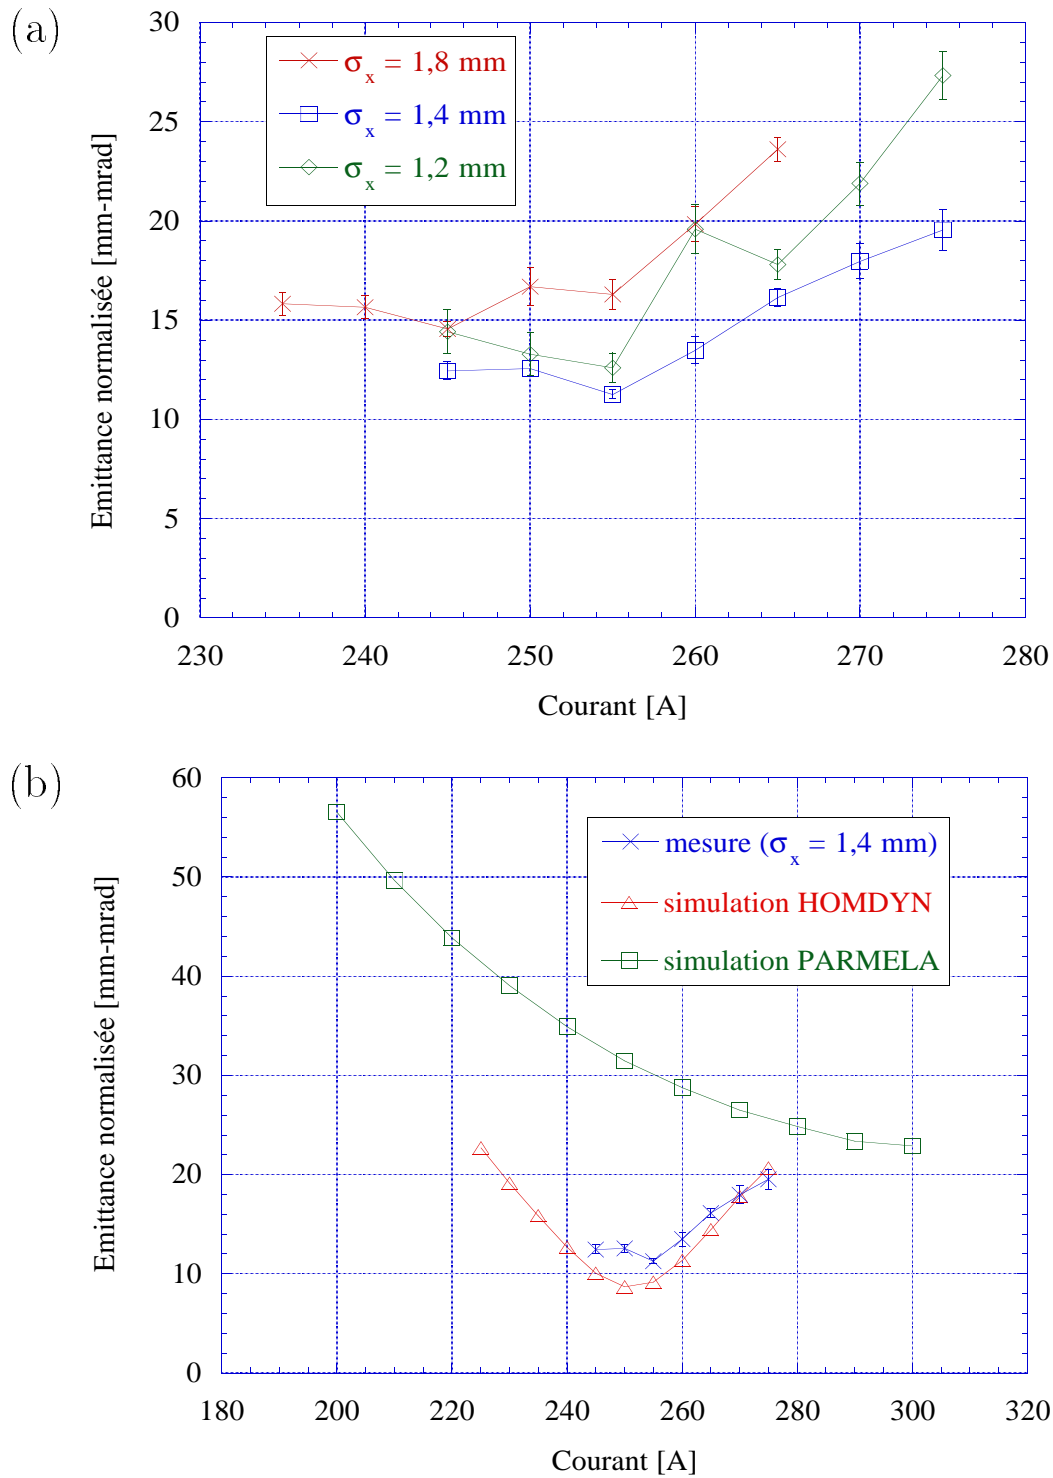 (a)
30
25
20
15
10
5
0
Emittance normalisée [mm-mrad]
σx = 1,8 mm
σx = 1,4 mm
σx = 1,2 mm
230 240 250 260 270 280
Courant [A]
(b)
60
50
40
30
20
10
0
Emittance normalisée [mm-mrad]
mesure (σx = 1,4 mm)
simulation HOMDYN
simulation PARMELA
180 200 220 240 260 280 300 320
Courant [A]